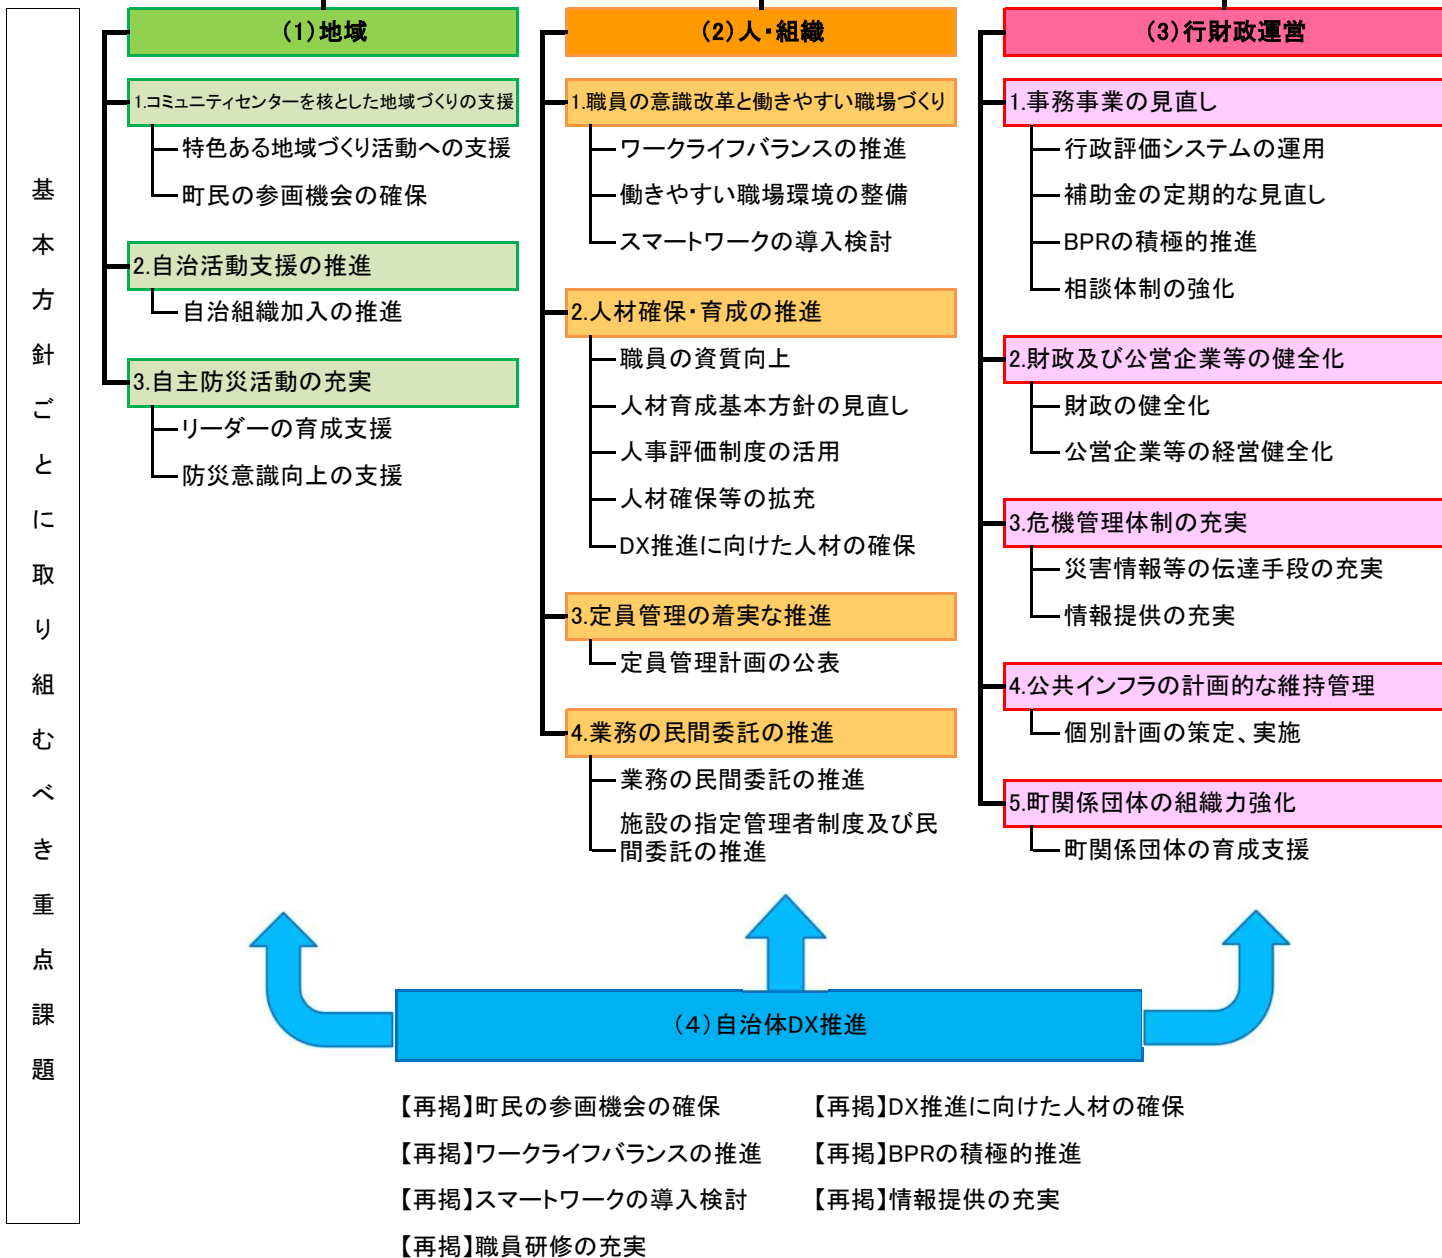 基本方針ごとに取り組むべき重点課題
(1)地域
1.コミュニティセンターを核とした地域づくりの支援
特色ある地域づくり活動への支援
町民の参画機会の確保
2.自治活動支援の推進
自治組織加入の推進
3.自主防災活動の充実
リーダーの育成支援
防災意識向上の支援
(2)人・組織
1.職員の意識改革と働きやすい職場づくり
ワークライフバランスの推進
働きやすい職場環境の整備
スマートワークの導入検討
2.人材確保・育成の推進
職員の資質向上
人材育成基本方針の見直し
人事評価制度の活用
人材確保等の拡充
DX推進に向けた人材の確保
3.定員管理の着実な推進
定員管理計画の公表
4.業務の民間委託の推進
業務の民間委託の推進
施設の指定管理者制度及び民
間委託の推進
(3)行財政運営
1.事務事業の見直し
行政評価システムの運用
補助金の定期的な見直し
BPRの積極的推進
相談体制の強化
2.財政及び公営企業等の健全化
財政の健全化
公営企業等の経営健全化
3.危機管理体制の充実
災害情報等の伝達手段の充実
情報提供の充実
4.公共インフラの計画的な維持管理
個別計画の策定、実施
5.町関係団体の組織力強化
町関係団体の育成支援
(4)自治体DX推進
【再掲】町民の参画機会の確保
【再掲】ワークライフバランスの推進
【再掲】スマートワークの導入検討
【再掲】職員研修の充実
【再掲】DX推進に向けた人材の確保
【再掲】BPRの積極的推進
【再掲】情報提供の充実